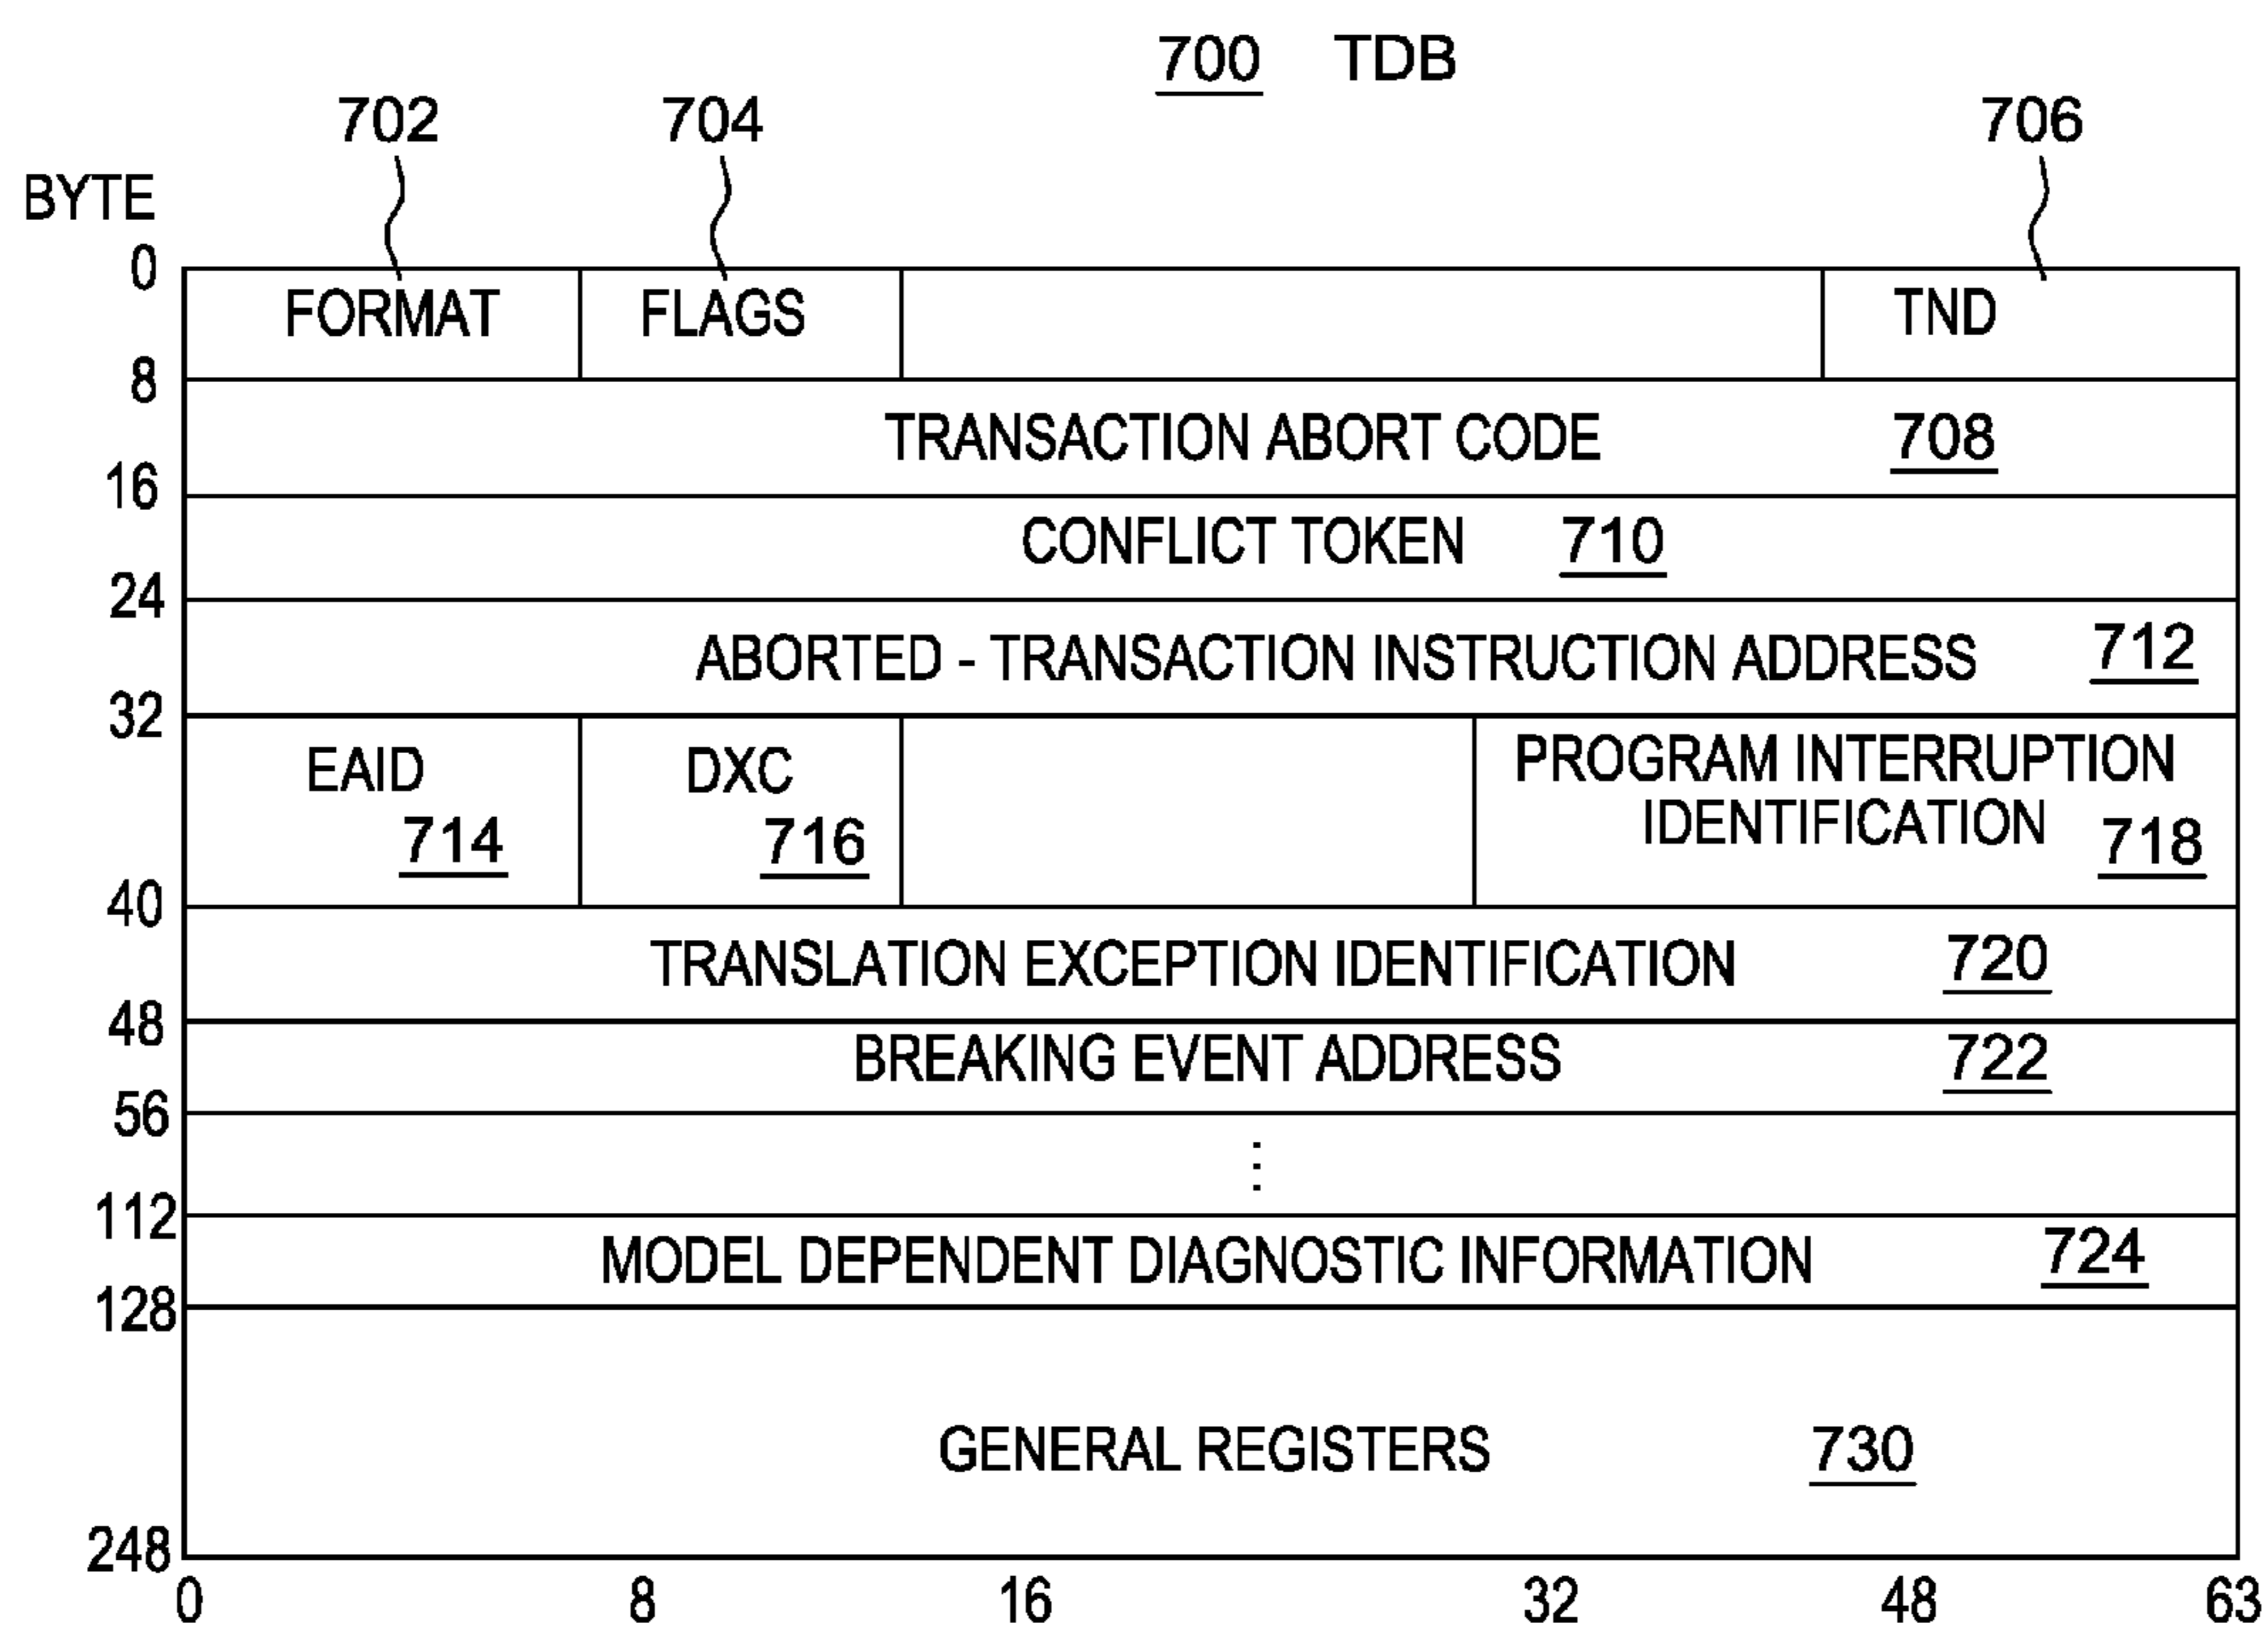 700 TDB
702 704 706
BYTE
0
FORMAT FLAGS TND
8
TRANSACTION ABORT CODE 708
16
CONFLICT TOKEN 710
24
ABORTED - TRANSACTION INSTRUCTION ADDRESS 712
32
EAID DXC PROGRAM INTERRUPTION
IDENTIFICATION
714 716 718
40
TRANSLATION EXCEPTION IDENTIFICATION 720
48
BREAKING EVENT ADDRESS 722
56
⋮
112
MODEL DEPENDENT DIAGNOSTIC INFORMATION 724
128
GENERAL REGISTERS 730
248
0 8 16 32 48 63